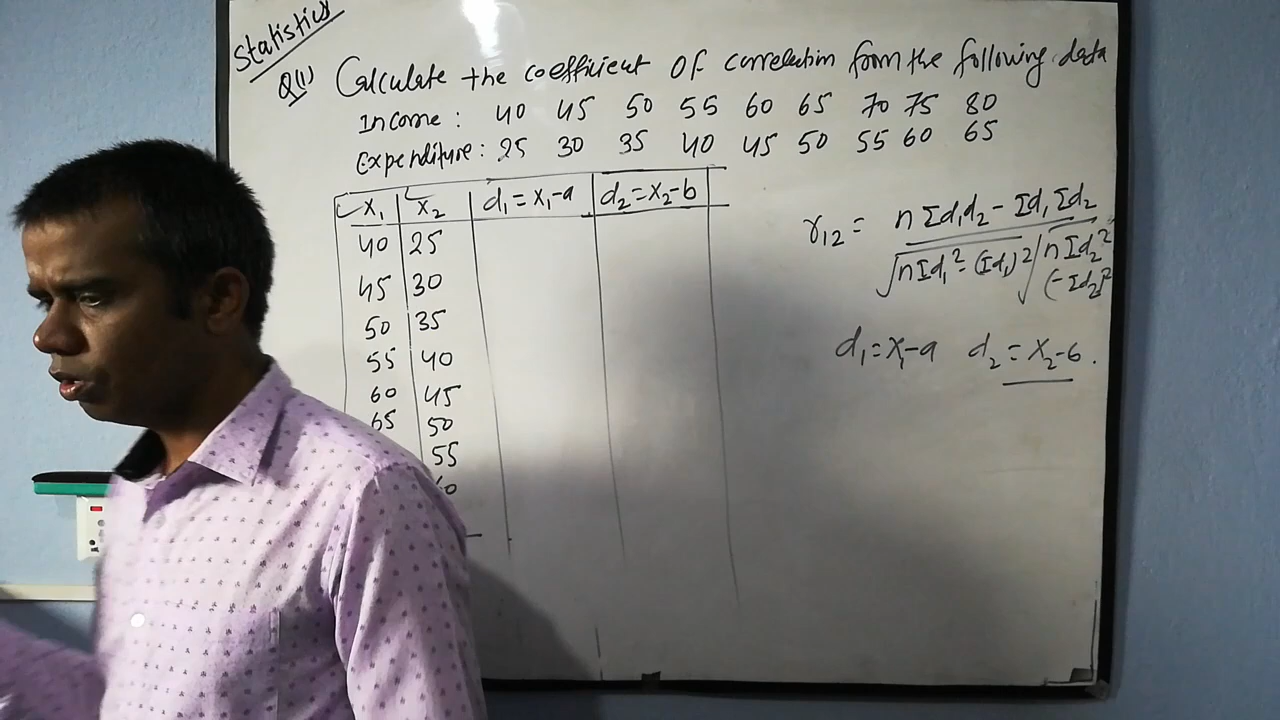 Statistics
Q(1) Calculate the coefficient of correlation from the following data
Income : 40 45 50 55 60 65 70 75 80
Expenditure : 25 30 35 40 45 50 55 60 65
x₁ x₂ d₁=x₁-a d₂=x₂-b
40 25
45 30
50 35
55 40
60 45
65 50
55
60
r₁₂ = nΣd₁d₂ - Σd₁ Σd₂
√nΣd₁² - (Σd₁)² √nΣd₂²
(-Σd₂)²
d₁=x₁-a d₂=x₂-b.